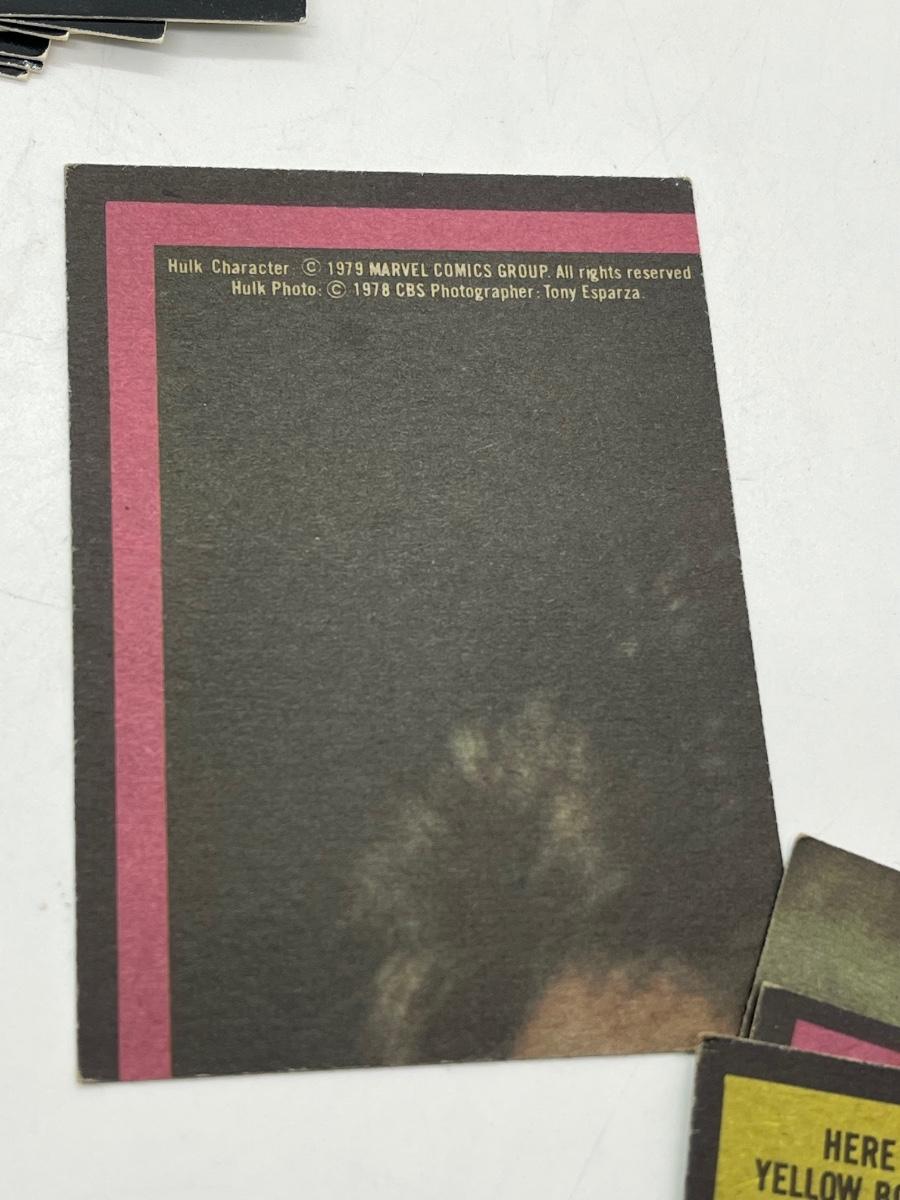 Hulk Character: © 1979 MARVEL COMICS GROUP. All rights reserved
Hulk Photo: © 1978 CBS Photographer: Tony Esparza.
HERE
YELLOW